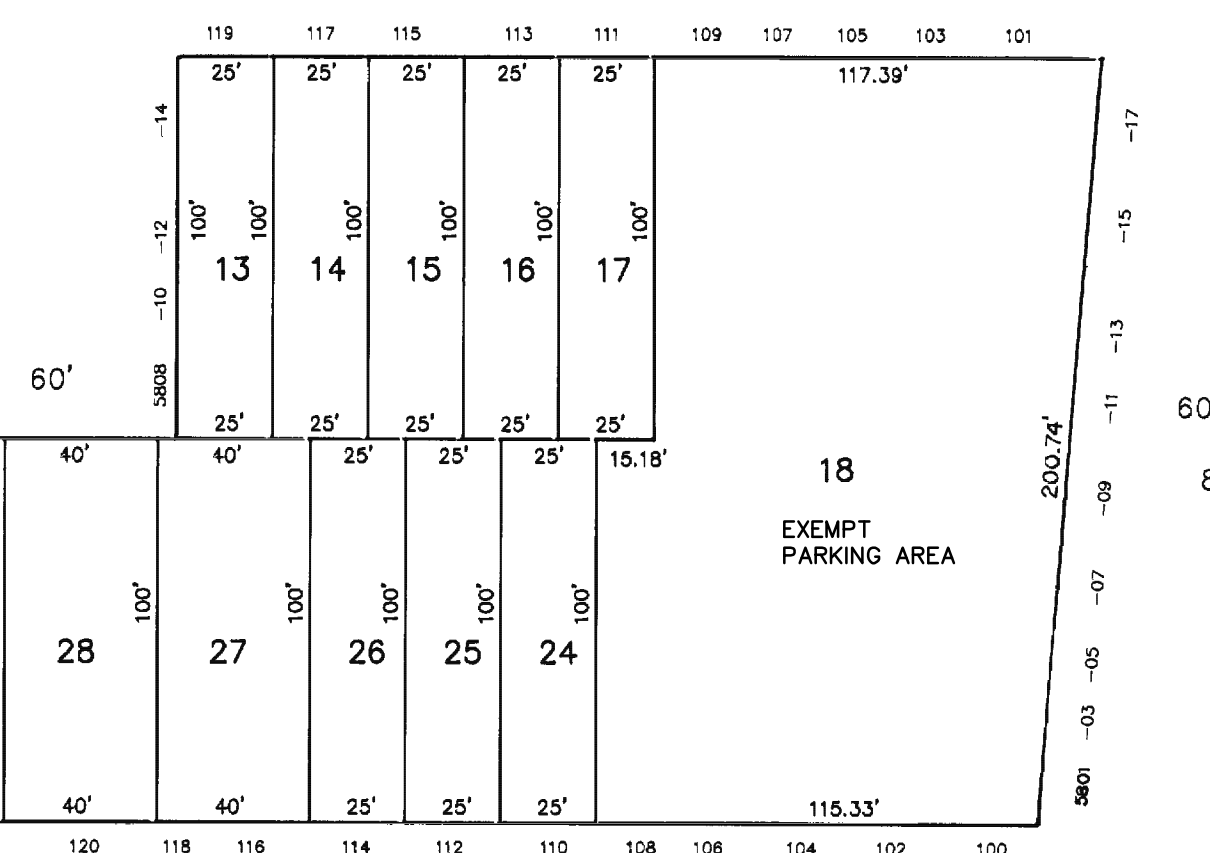 119 117 115 113 111 109 107 105 103 101
25' 25' 25' 25' 25' 117.39'
-14 -17
100' 100' 100' 100' 100' 100'
-12 -15
13 14 15 16 17
-10 -13
60' 5808 -11 60
25' 25' 25' 25' 25'
40' 40' 25' 25' 25' 15.18' 18 200.74'
-09
EXEMPT
PARKING AREA
100' 100' 100' 100' 100' -07
28 27 26 25 24 -05
-03
5801
40' 40' 25' 25' 25' 115.33'
120 118 116 114 112 110 108 106 104 102 100